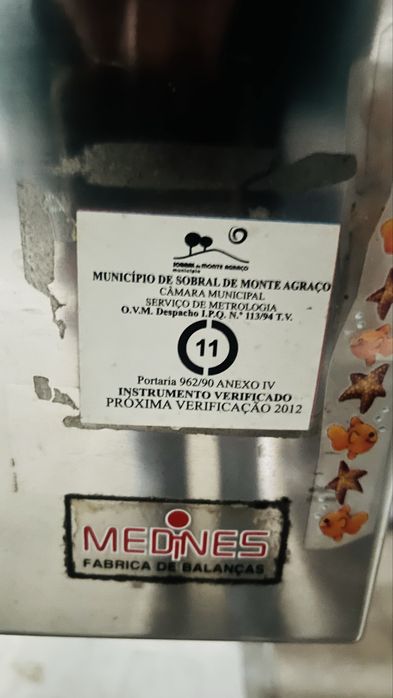 SOBRAL DE MONTE AGRAÇO
município
MUNICÍPIO DE SOBRAL DE MONTE AGRAÇO
CÂMARA MUNICIPAL
SERVIÇO DE METROLOGIA
O.V.M. Despacho I.P.Q. N.º 113/94 T.V.
11
Portaria 962/90 ANEXO IV
INSTRUMENTO VERIFICADO
PRÓXIMA VERIFICAÇÃO 2012
MEDINES
FABRICA DE BALANÇAS